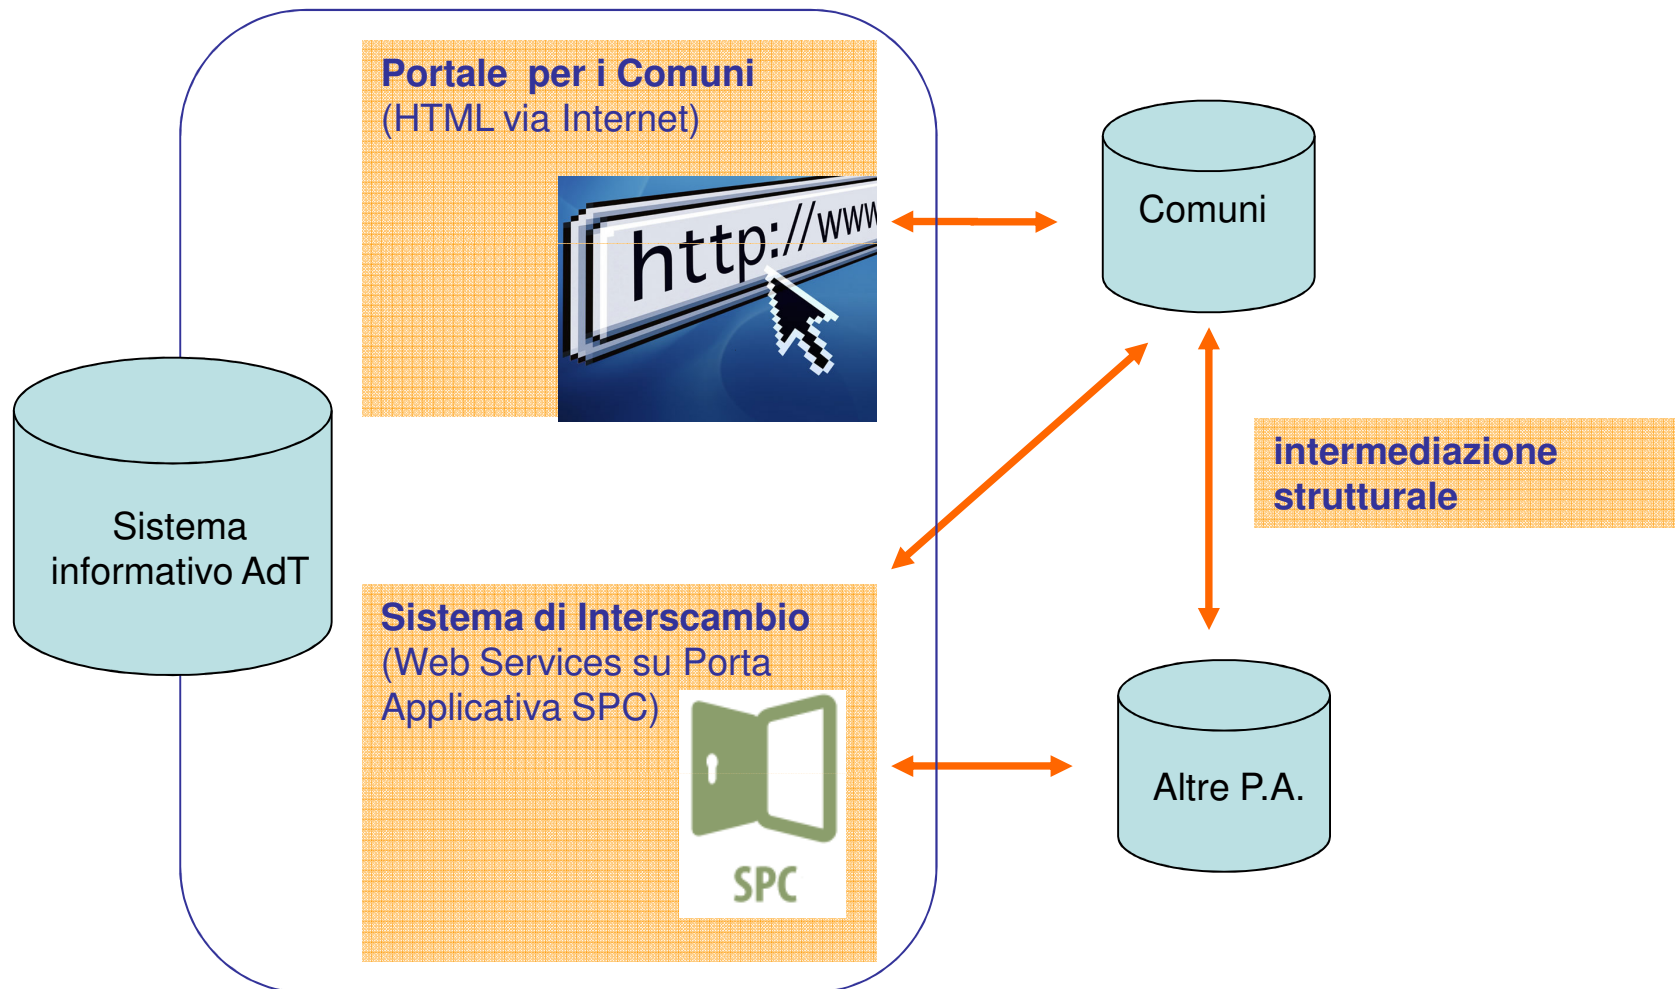 Portale per i Comuni
(HTML via Internet)
http://www
Comuni
intermediazione
strutturale
Sistema
informativo AdT
Sistema di Interscambio
(Web Services su Porta
Applicativa SPC)
SPC
Altre P.A.